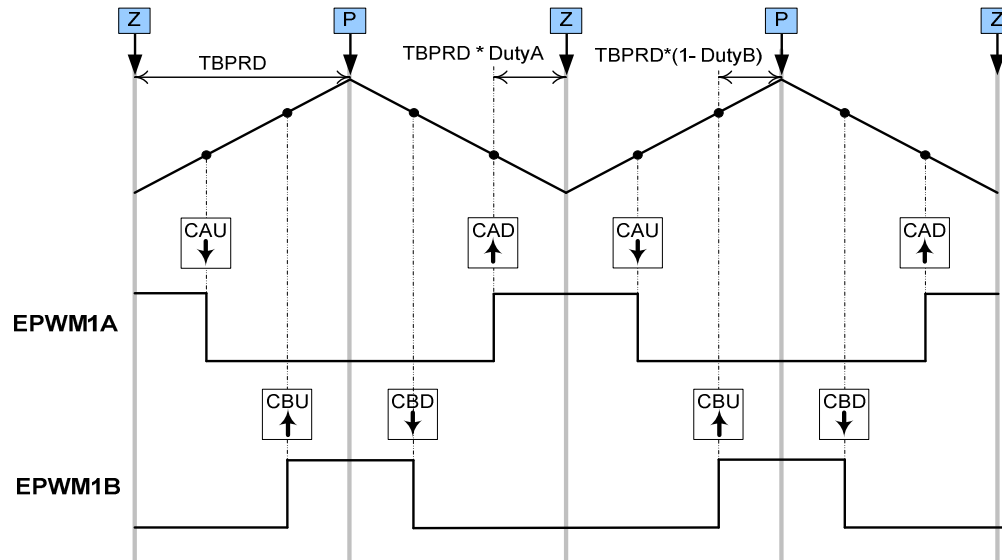 Z P Z P Z
TBPRD TBPRD * DutyA TBPRD*(1- DutyB)
CAU CAD CAU CAD
EPWM1A
CBU CBD CBU CBD
EPWM1B